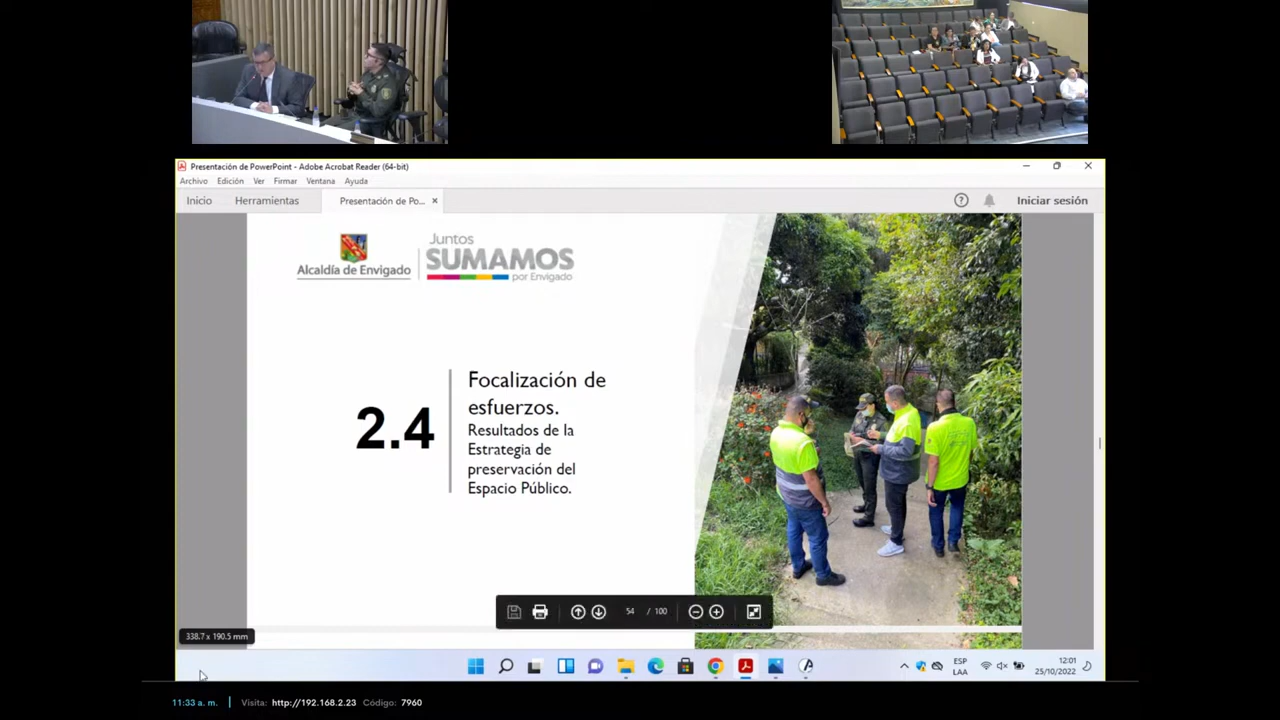 Presentación de PowerPoint - Adobe Acrobat Reader (64-bit)
Archivo Edición Ver Firmar Ventana Ayuda
Inicio Herramientas Presentación de Po... × Iniciar sesión
Alcaldía de Envigado
Juntos
SUMAMOS
por Envigado
2.4
Focalización de
esfuerzos.
Resultados de la
Estrategia de
preservación del
Espacio Público.
54 / 100
338.7 x 190.5 mm
ESP
LAA
12:01
25/10/2022
11:33 a. m. Visita: http://192.168.2.23 Código: 7960